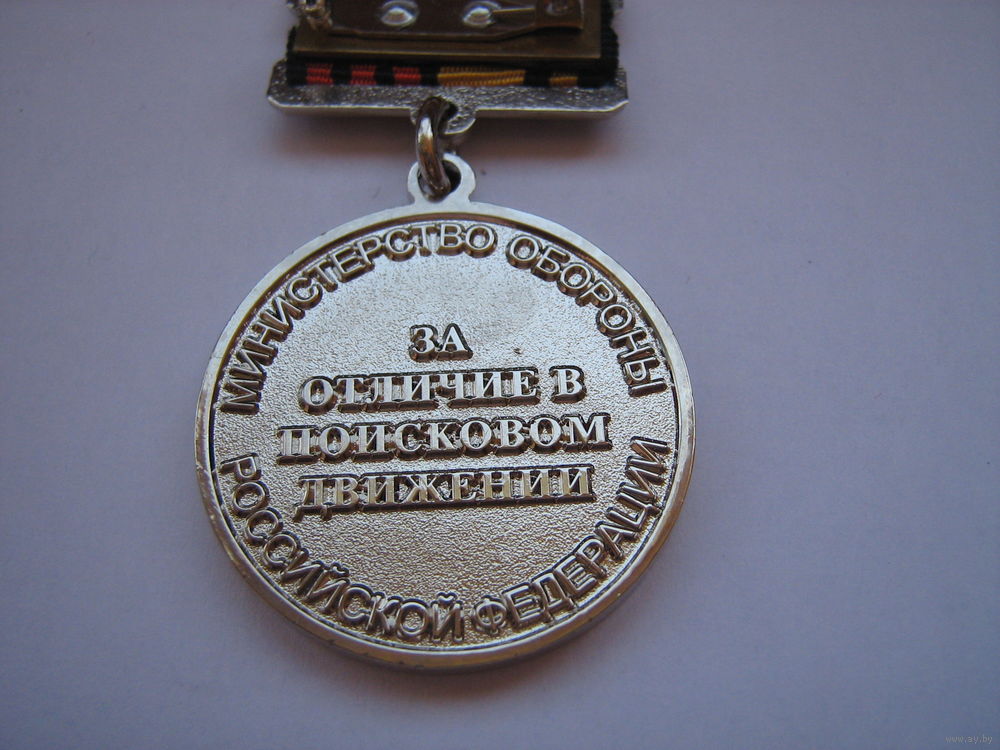 МИНИСТЕРСТВО ОБОРОНЫ
ЗА
ОТЛИЧИЕ В
ПОИСКОВОМ
ДВИЖЕНИИ
РОССИЙСКОЙ ФЕДЕРАЦИИ
www.ay.by